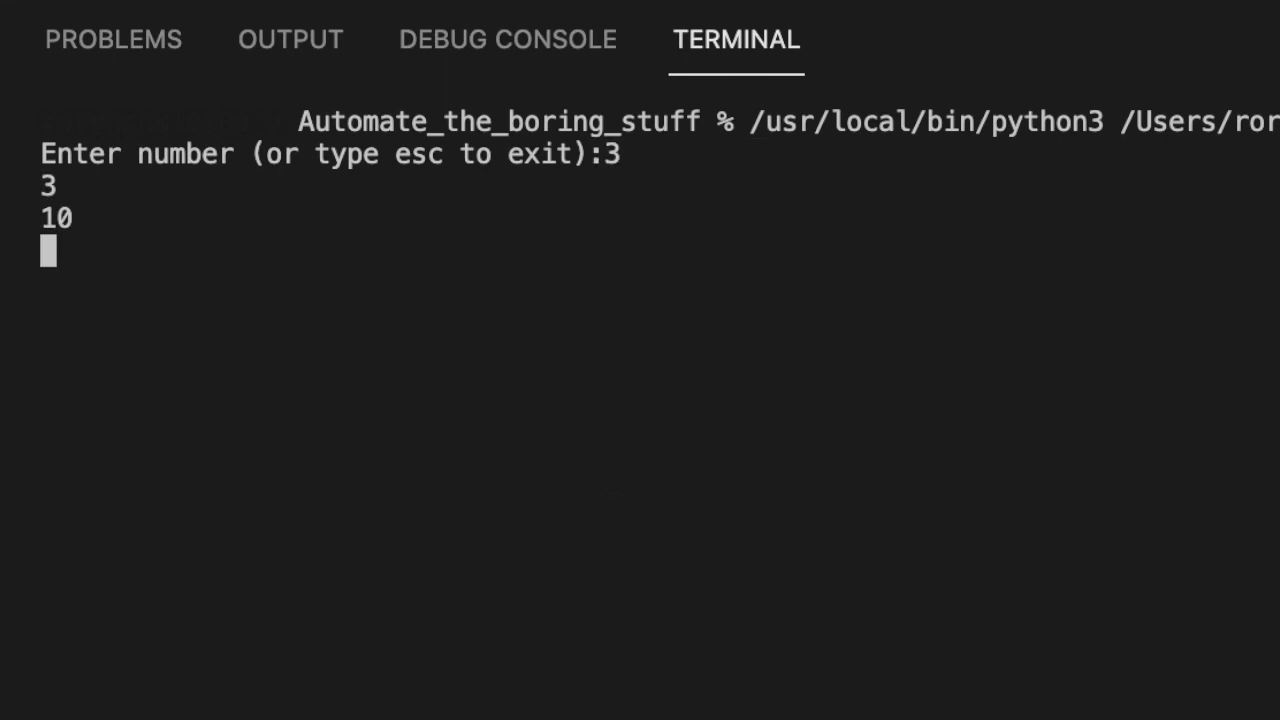 PROBLEMS OUTPUT DEBUG CONSOLE TERMINAL
Automate_the_boring_stuff % /usr/local/bin/python3 /Users/ror
Enter number (or type esc to exit):3
3
10